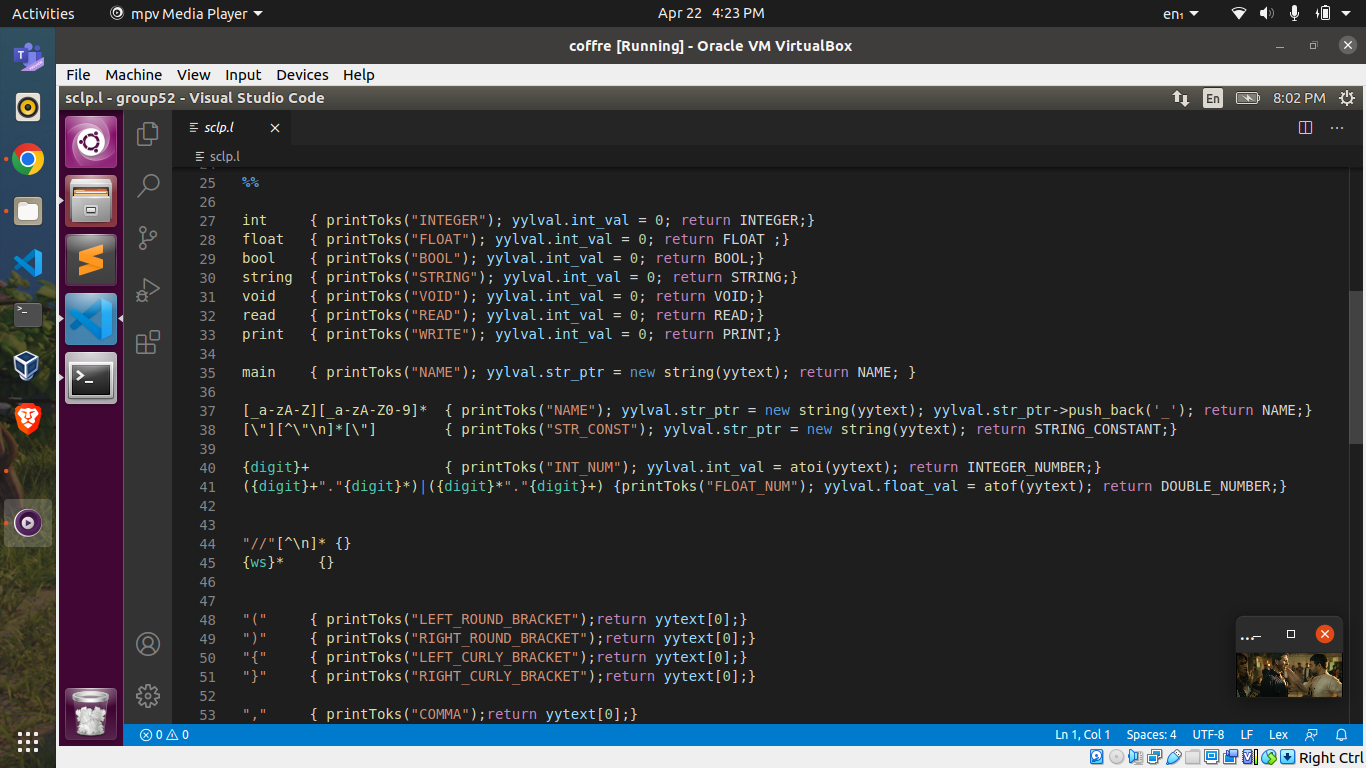 Activities mpv Media Player Apr 22 4:23 PM en₁
coffre [Running] - Oracle VM VirtualBox
File Machine View Input Devices Help
sclp.l - group52 - Visual Studio Code En 8:02 PM
sclp.l
sclp.l
25 %%
26
27 int { printToks("INTEGER"); yylval.int_val = 0; return INTEGER;}
28 float { printToks("FLOAT"); yylval.int_val = 0; return FLOAT ;}
29 bool { printToks("BOOL"); yylval.int_val = 0; return BOOL;}
30 string { printToks("STRING"); yylval.int_val = 0; return STRING;}
31 void { printToks("VOID"); yylval.int_val = 0; return VOID;}
32 read { printToks("READ"); yylval.int_val = 0; return READ;}
33 print { printToks("WRITE"); yylval.int_val = 0; return PRINT;}
34
35 main { printToks("NAME"); yylval.str_ptr = new string(yytext); return NAME; }
36
37 [_a-zA-Z][_a-zA-Z0-9]* { printToks("NAME"); yylval.str_ptr = new string(yytext); yylval.str_ptr->push_back('_'); return NAME;}
38 [\"][^\"\n]*[\"] { printToks("STR_CONST"); yylval.str_ptr = new string(yytext); return STRING_CONSTANT;}
39
40 {digit}+ { printToks("INT_NUM"); yylval.int_val = atoi(yytext); return INTEGER_NUMBER;}
41 ({digit}+"."{digit}*)|({digit}*"."{digit}+) {printToks("FLOAT_NUM"); yylval.float_val = atof(yytext); return DOUBLE_NUMBER;}
42
43
44 "//"[^\n]* {}
45 {ws}* {}
46
47
48 "(" { printToks("LEFT_ROUND_BRACKET");return yytext[0];}
49 ")" { printToks("RIGHT_ROUND_BRACKET");return yytext[0];}
50 "{" { printToks("LEFT_CURLY_BRACKET");return yytext[0];}
51 "}" { printToks("RIGHT_CURLY_BRACKET");return yytext[0];}
52
53 "," { printToks("COMMA");return yytext[0];}
0 0 Ln 1, Col 1 Spaces: 4 UTF-8 LF Lex
Right Ctrl